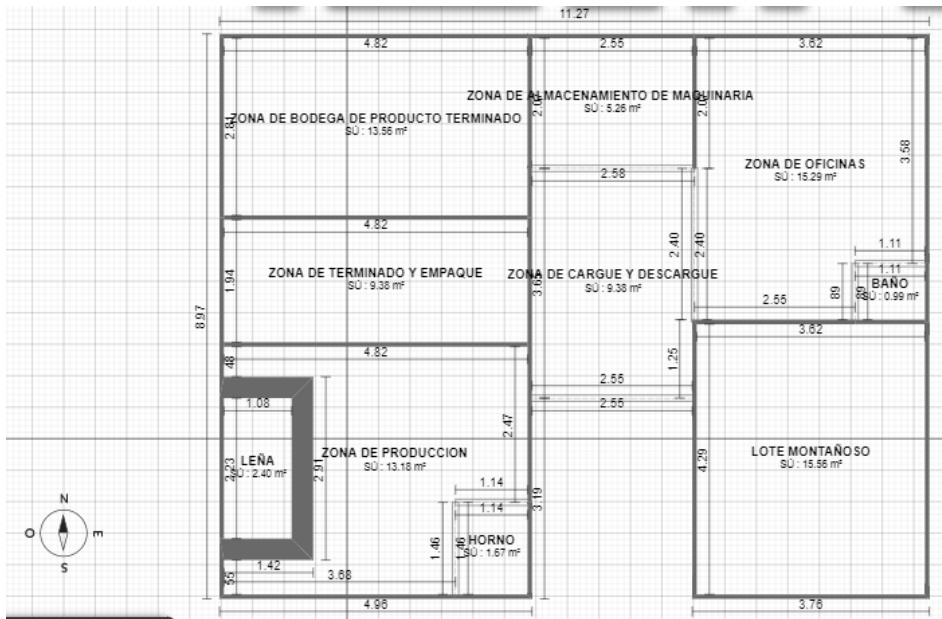 11.27
4.82
2.55
3.62
ZONA DE BODEGA DE PRODUCTO TERMINADO
SÚ : 13.56 m²
2.81
ZONA DE ALMACENAMIENTO DE MAQUINARIA
SÚ : 5.26 m²
ZONA DE OFICINAS
SÚ : 15.29 m²
3.58
2.58
4.82
ZONA DE TERMINADO Y EMPAQUE
SÚ : 9.38 m²
1.94
ZONA DE CARGUE Y DESCARGUE
SÚ : 9.38 m²
3.65
2.40
2.40
1.11
1.11
BAÑO
SÚ : 0.99 m²
89
89
2.55
3.62
8.97
4.82
48
1.25
2.55
2.55
1.08
LEÑA
SÚ : 2.40 m²
2.23
2.91
ZONA DE PRODUCCION
SÚ : 13.18 m²
2.47
LOTE MONTAÑOSO
SÚ : 15.56 m²
4.29
1.14
1.14
3.19
HORNO
SÚ : 1.67 m²
1.46
1.46
1.42
3.68
55
4.96
3.76
N
O
E
S